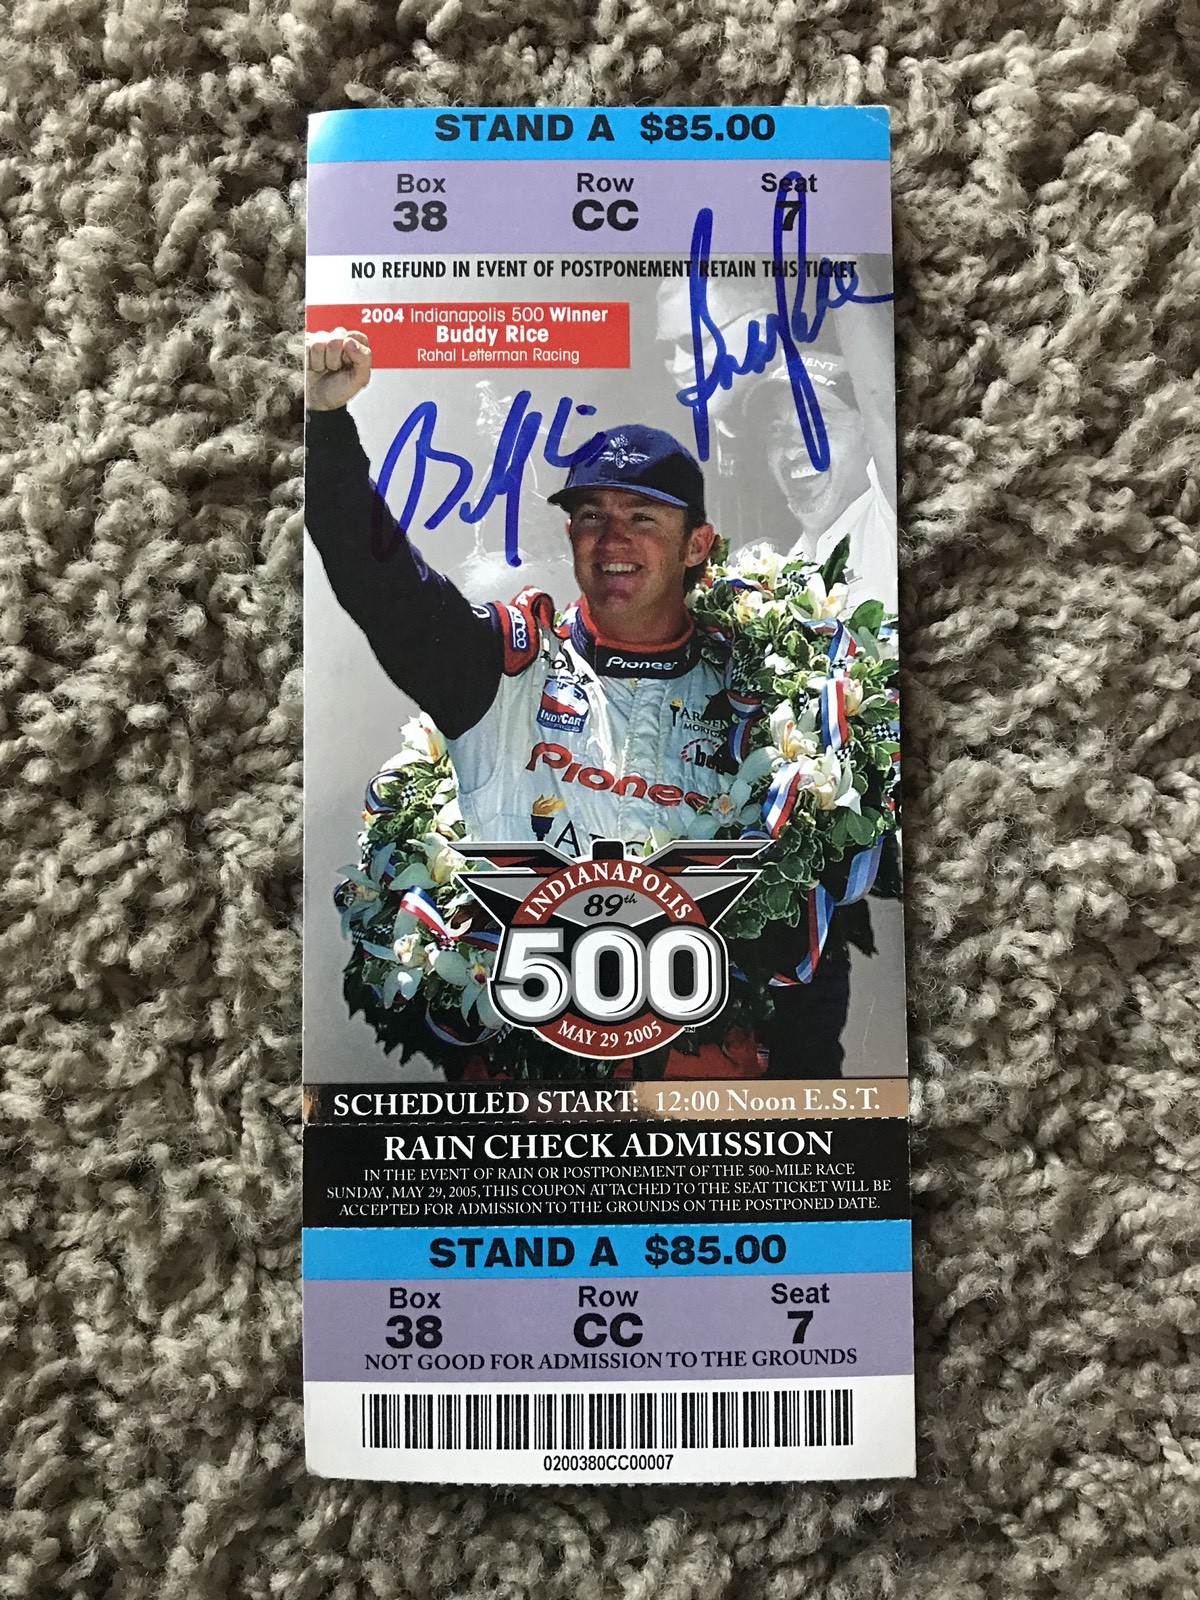 STAND A $85.00
Box Row Seat
38 CC 7
NO REFUND IN EVENT OF POSTPONEMENT RETAIN THIS TICKET
2004 Indianapolis 500 Winner
Buddy Rice
Rahal Letterman Racing
Pioneer
INDYCAR
Pioneer
INDIANAPOLIS
89th
500
MAY 29 2005
SCHEDULED START: 12:00 Noon E.S.T.
RAIN CHECK ADMISSION
IN THE EVENT OF RAIN OR POSTPONEMENT OF THE 500-MILE RACE
SUNDAY, MAY 29, 2005, THIS COUPON ATTACHED TO THE SEAT TICKET WILL BE
ACCEPTED FOR ADMISSION TO THE GROUNDS ON THE POSTPONED DATE.
STAND A $85.00
Box Row Seat
38 CC 7
NOT GOOD FOR ADMISSION TO THE GROUNDS
0200380CC00007